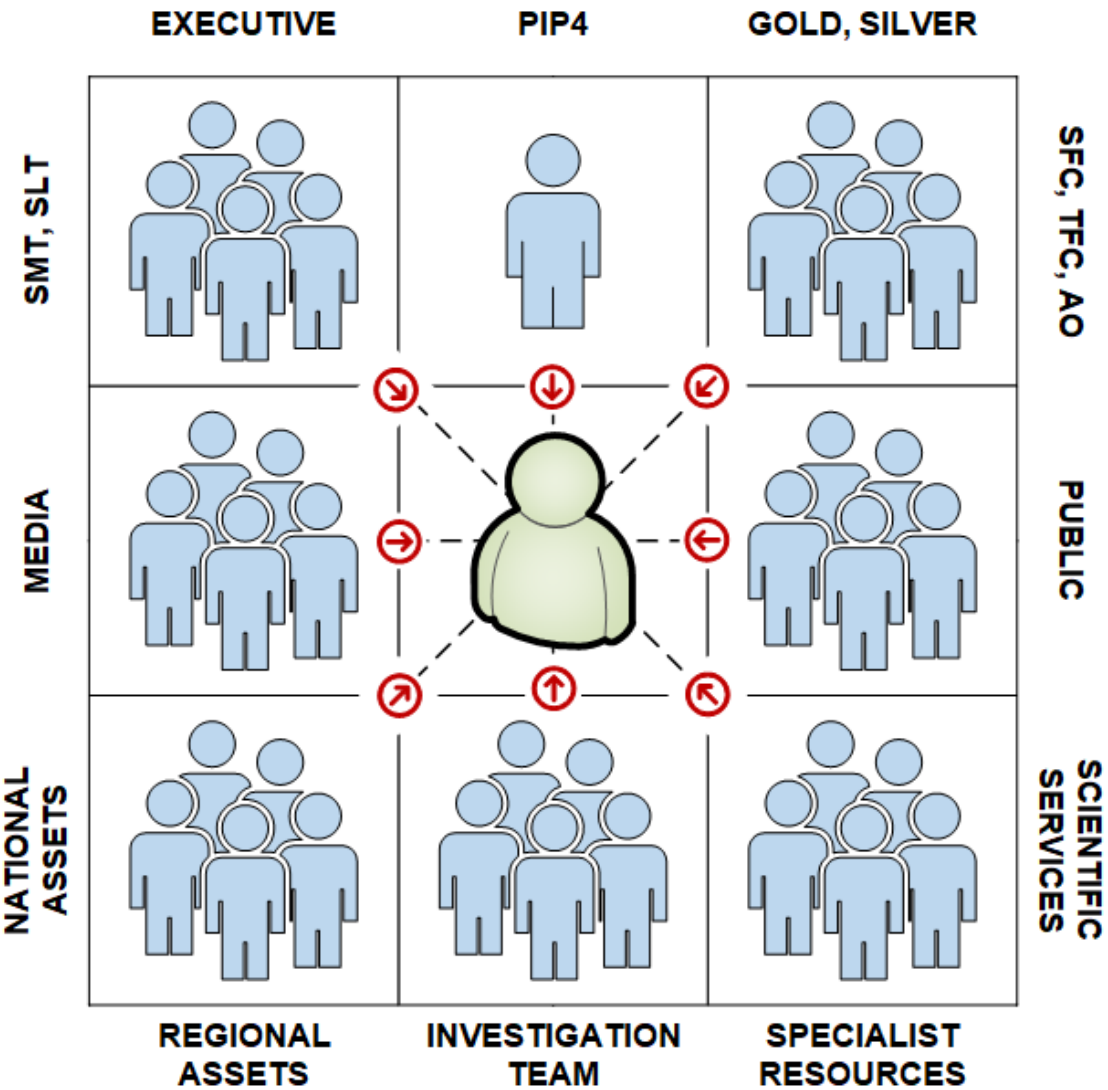 EXECUTIVE
PIP4
GOLD, SILVER
SMT, SLT
SFC, TFC, AO
MEDIA
PUBLIC
NATIONAL
ASSETS
SCIENTIFIC
SERVICES
REGIONAL
ASSETS
INVESTIGATION
TEAM
SPECIALIST
RESOURCES